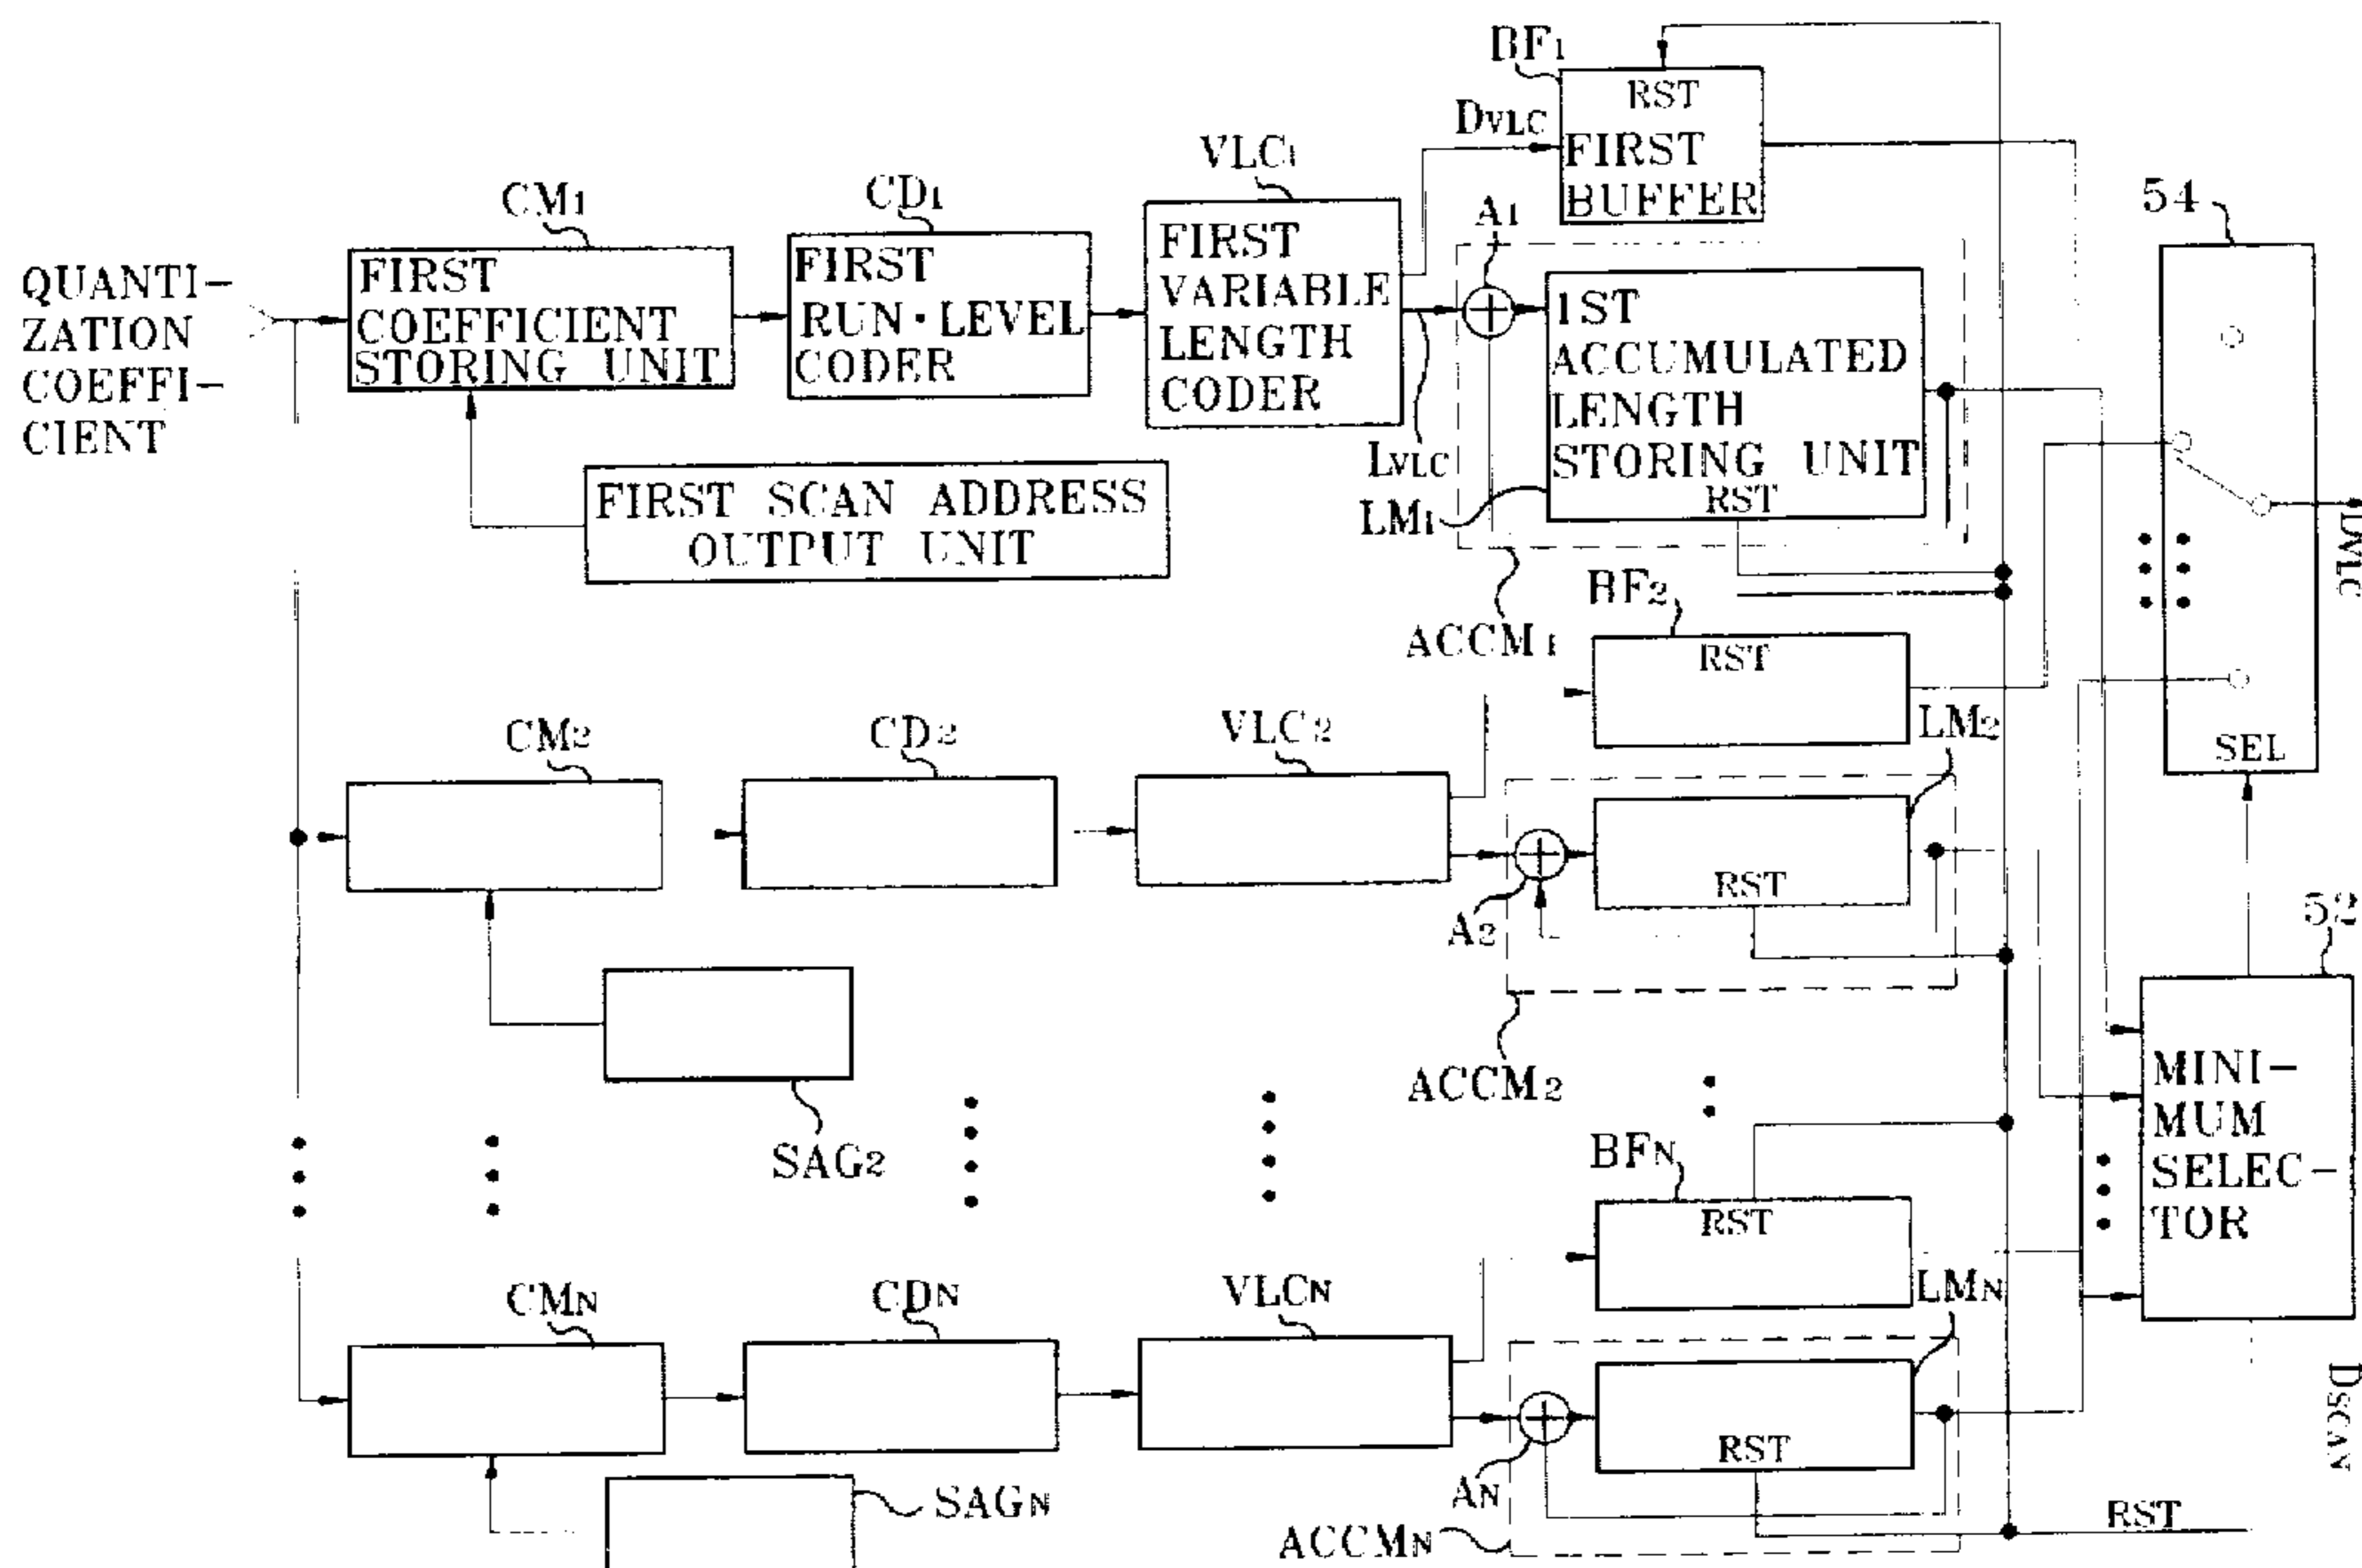 BF1
RST
FIRST
BUFFER
DVLC
VLC1
CD1
CM1
A1
54
QUANTI-
ZATION
COEFFI-
CIENT
FIRST
COEFFICIENT
STORING UNIT
FIRST
RUN·LEVEL
CODER
FIRST
VARIABLE
LENGTH
CODER
1ST
ACCUMULATED
LENGTH
STORING UNIT
RST
LVLC
LM1
FIRST SCAN ADDRESS
OUTPUT UNIT
ACCM1
DVLC
BF2
RST
CM2
CD2
VLC2
LM2
SEL
RST
A2
52
ACCM2
SAG2
MINI-
MUM
SELEC-
TOR
BFN
RST
CMN
CDN
VLCN
LMN
RST
AN
SAGN
ACCMN
DSCAN
RST